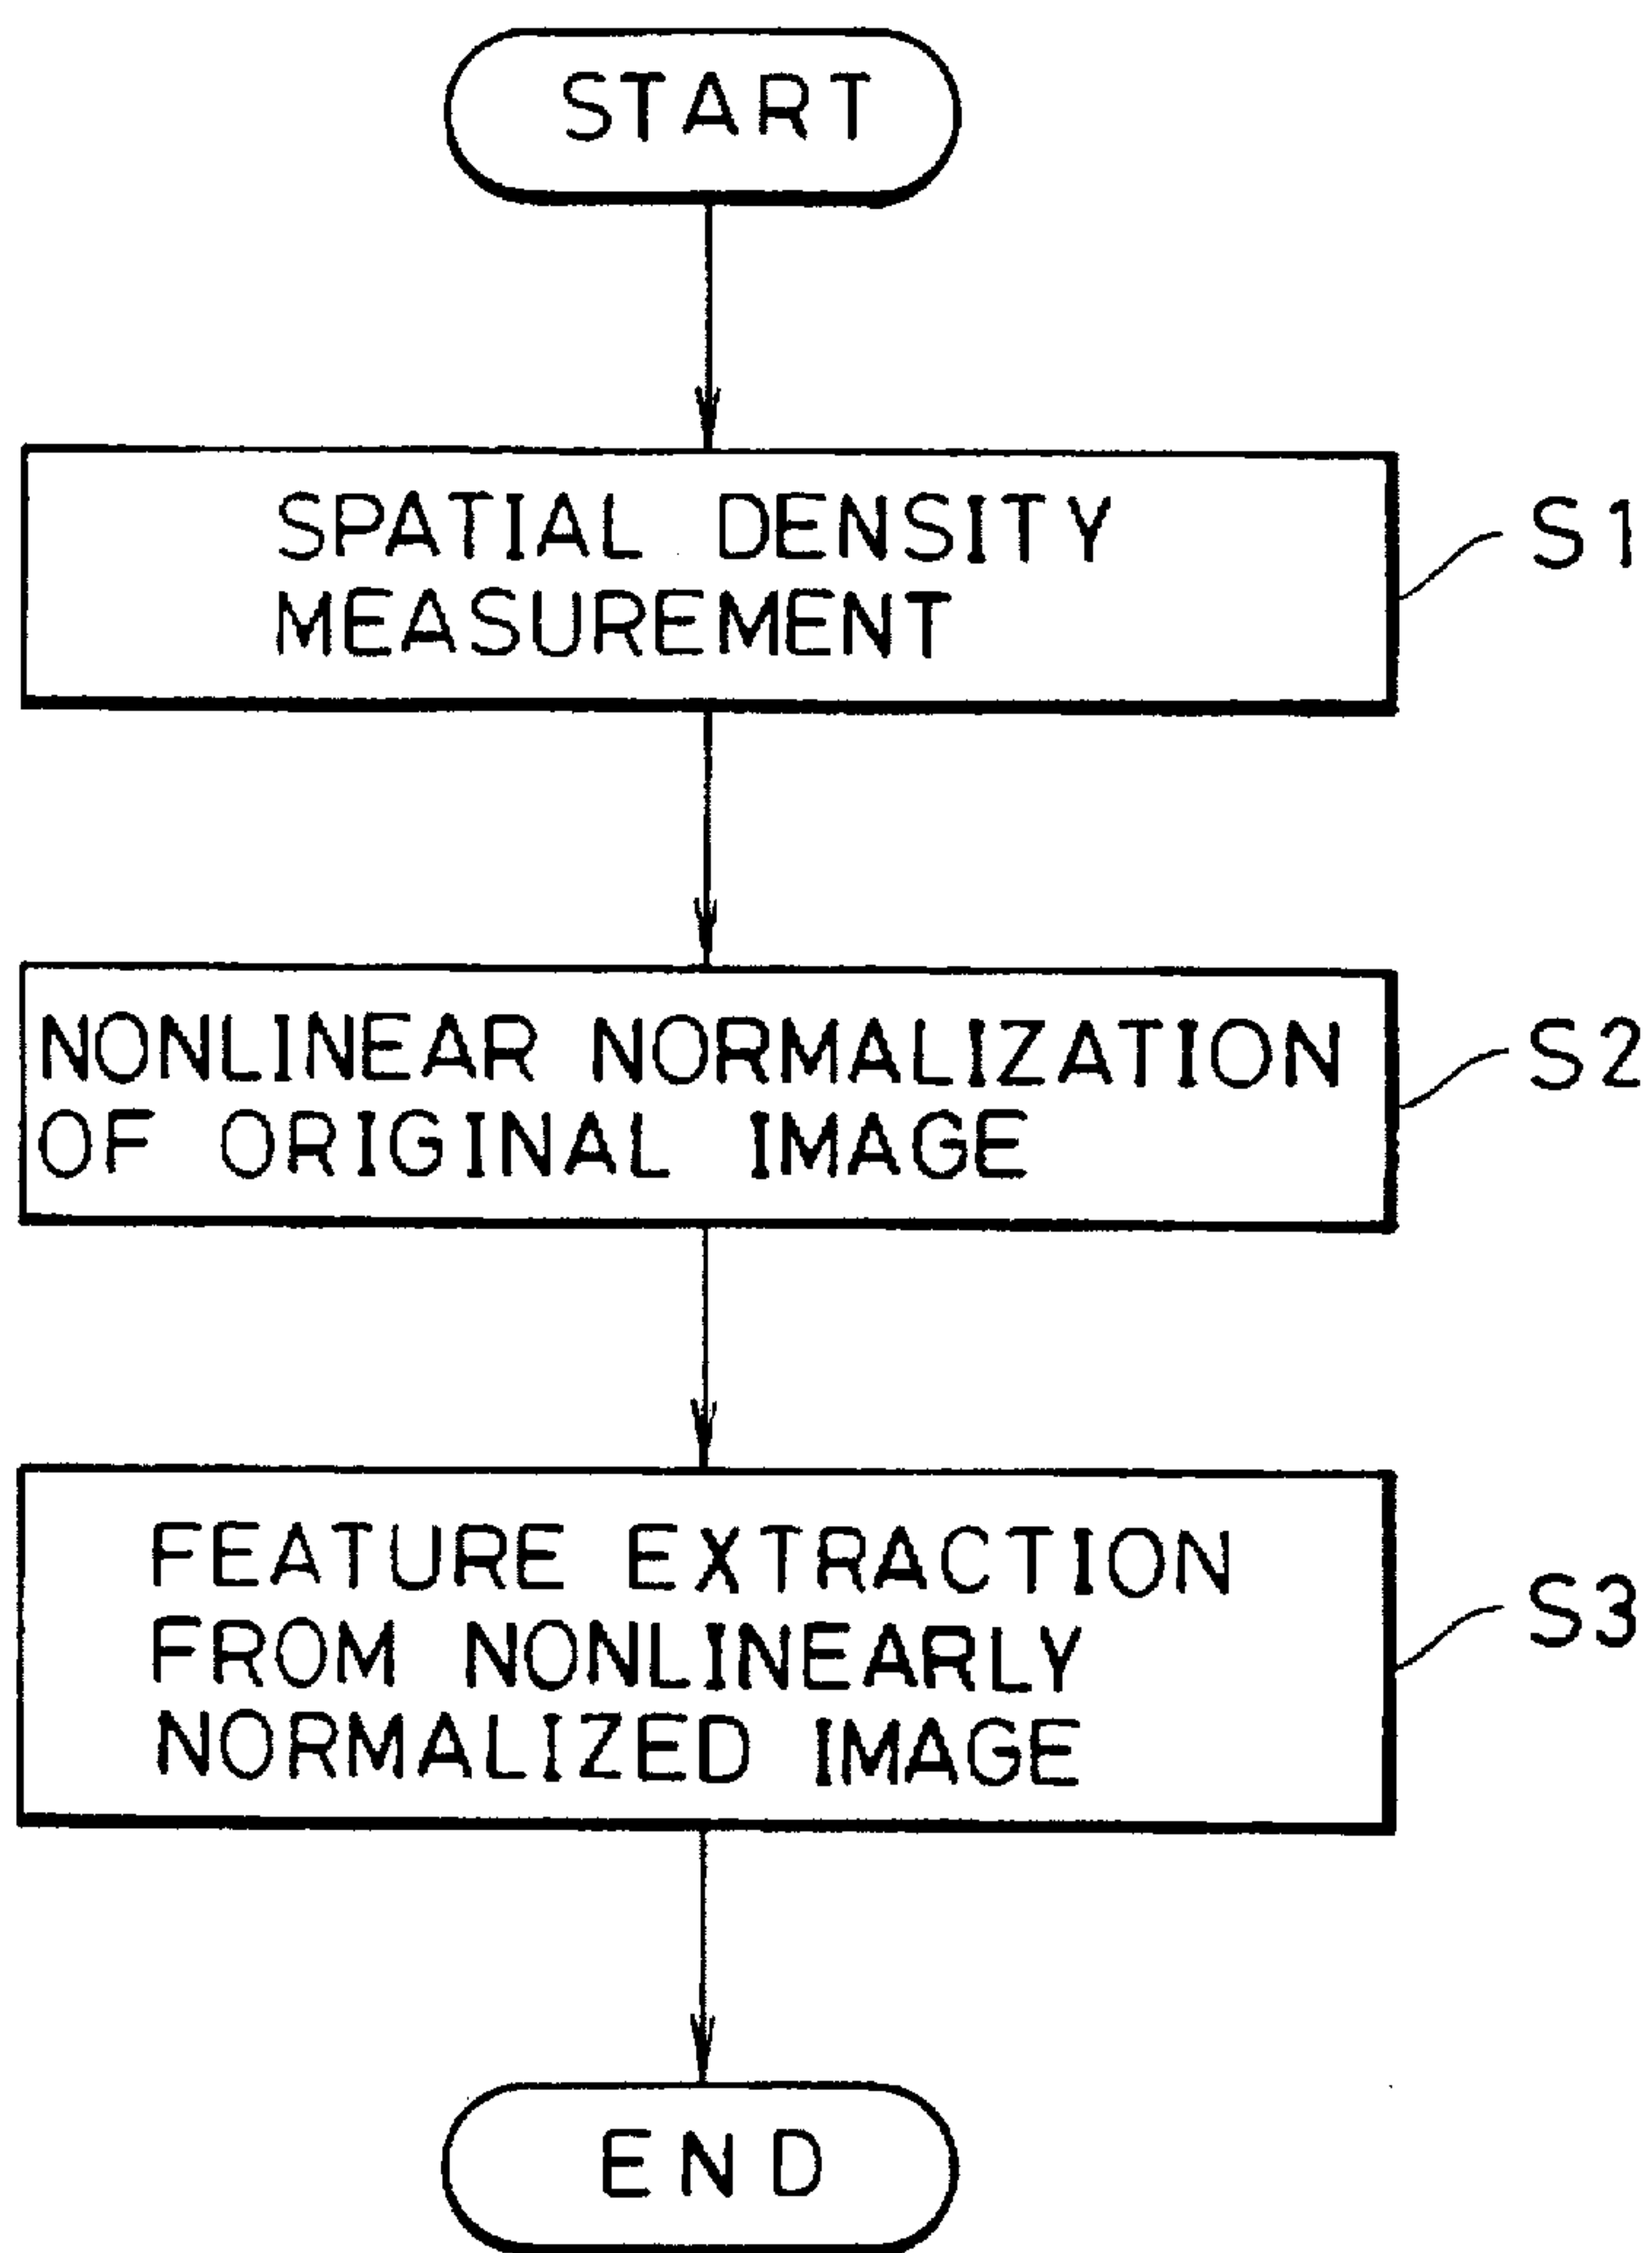 START
SPATIAL DENSITY
MEASUREMENT
S1
NONLINEAR NORMALIZATION
OF ORIGINAL IMAGE
S2
FEATURE EXTRACTION
FROM NONLINEARLY
NORMALIZED IMAGE
S3
END